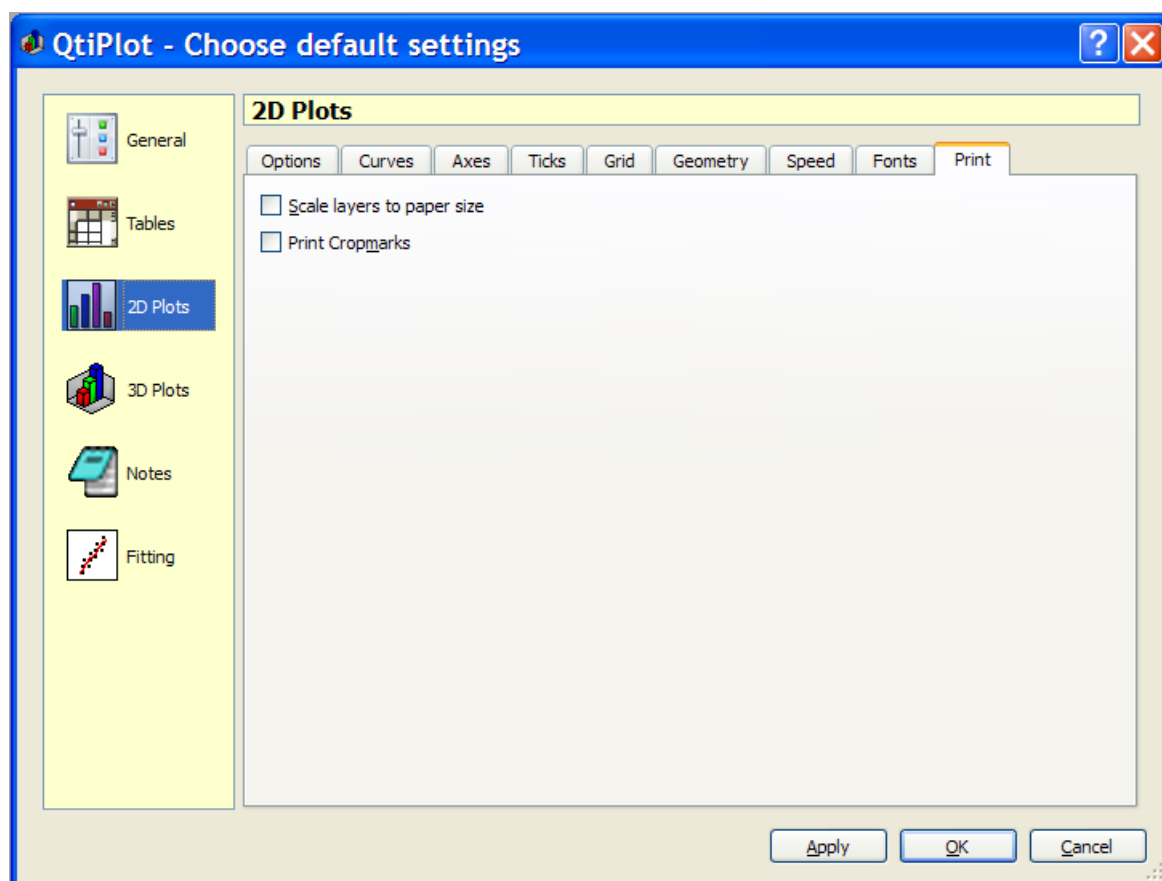 QtiPlot - Choose default settings
General
Tables
2D Plots
3D Plots
Notes
Fitting
2D Plots
Options Curves Axes Ticks Grid Geometry Speed Fonts Print
Scale layers to paper size
Print Cropmarks
Apply OK Cancel